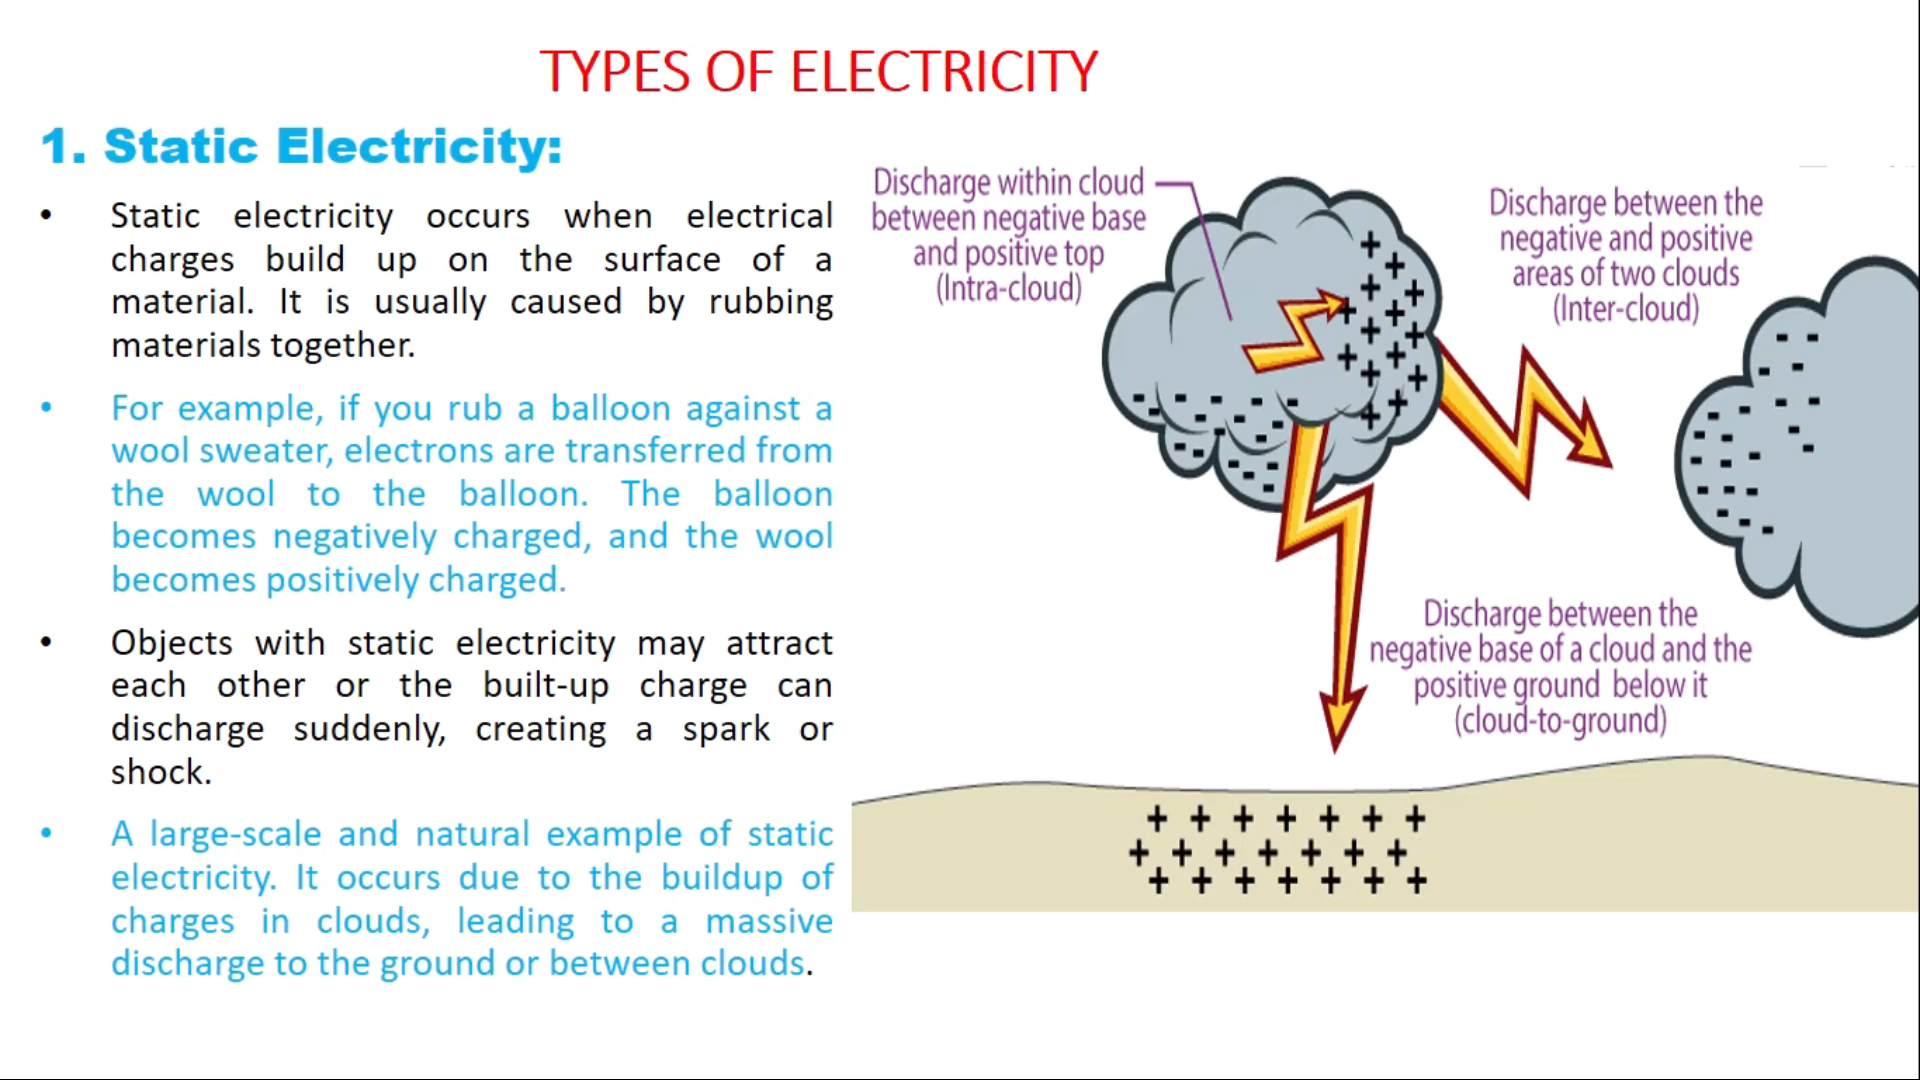 TYPES OF ELECTRICITY
1. Static Electricity:
• Static electricity occurs when electrical
charges build up on the surface of a
material. It is usually caused by rubbing
materials together.
• For example, if you rub a balloon against a
wool sweater, electrons are transferred from
the wool to the balloon. The balloon
becomes negatively charged, and the wool
becomes positively charged.
• Objects with static electricity may attract
each other or the built-up charge can
discharge suddenly, creating a spark or
shock.
• A large-scale and natural example of static
electricity. It occurs due to the buildup of
charges in clouds, leading to a massive
discharge to the ground or between clouds.
Discharge within cloud
between negative base
and positive top
(Intra-cloud)
Discharge between the
negative and positive
areas of two clouds
(Inter-cloud)
Discharge between the
negative base of a cloud and the
positive ground below it
(cloud-to-ground)